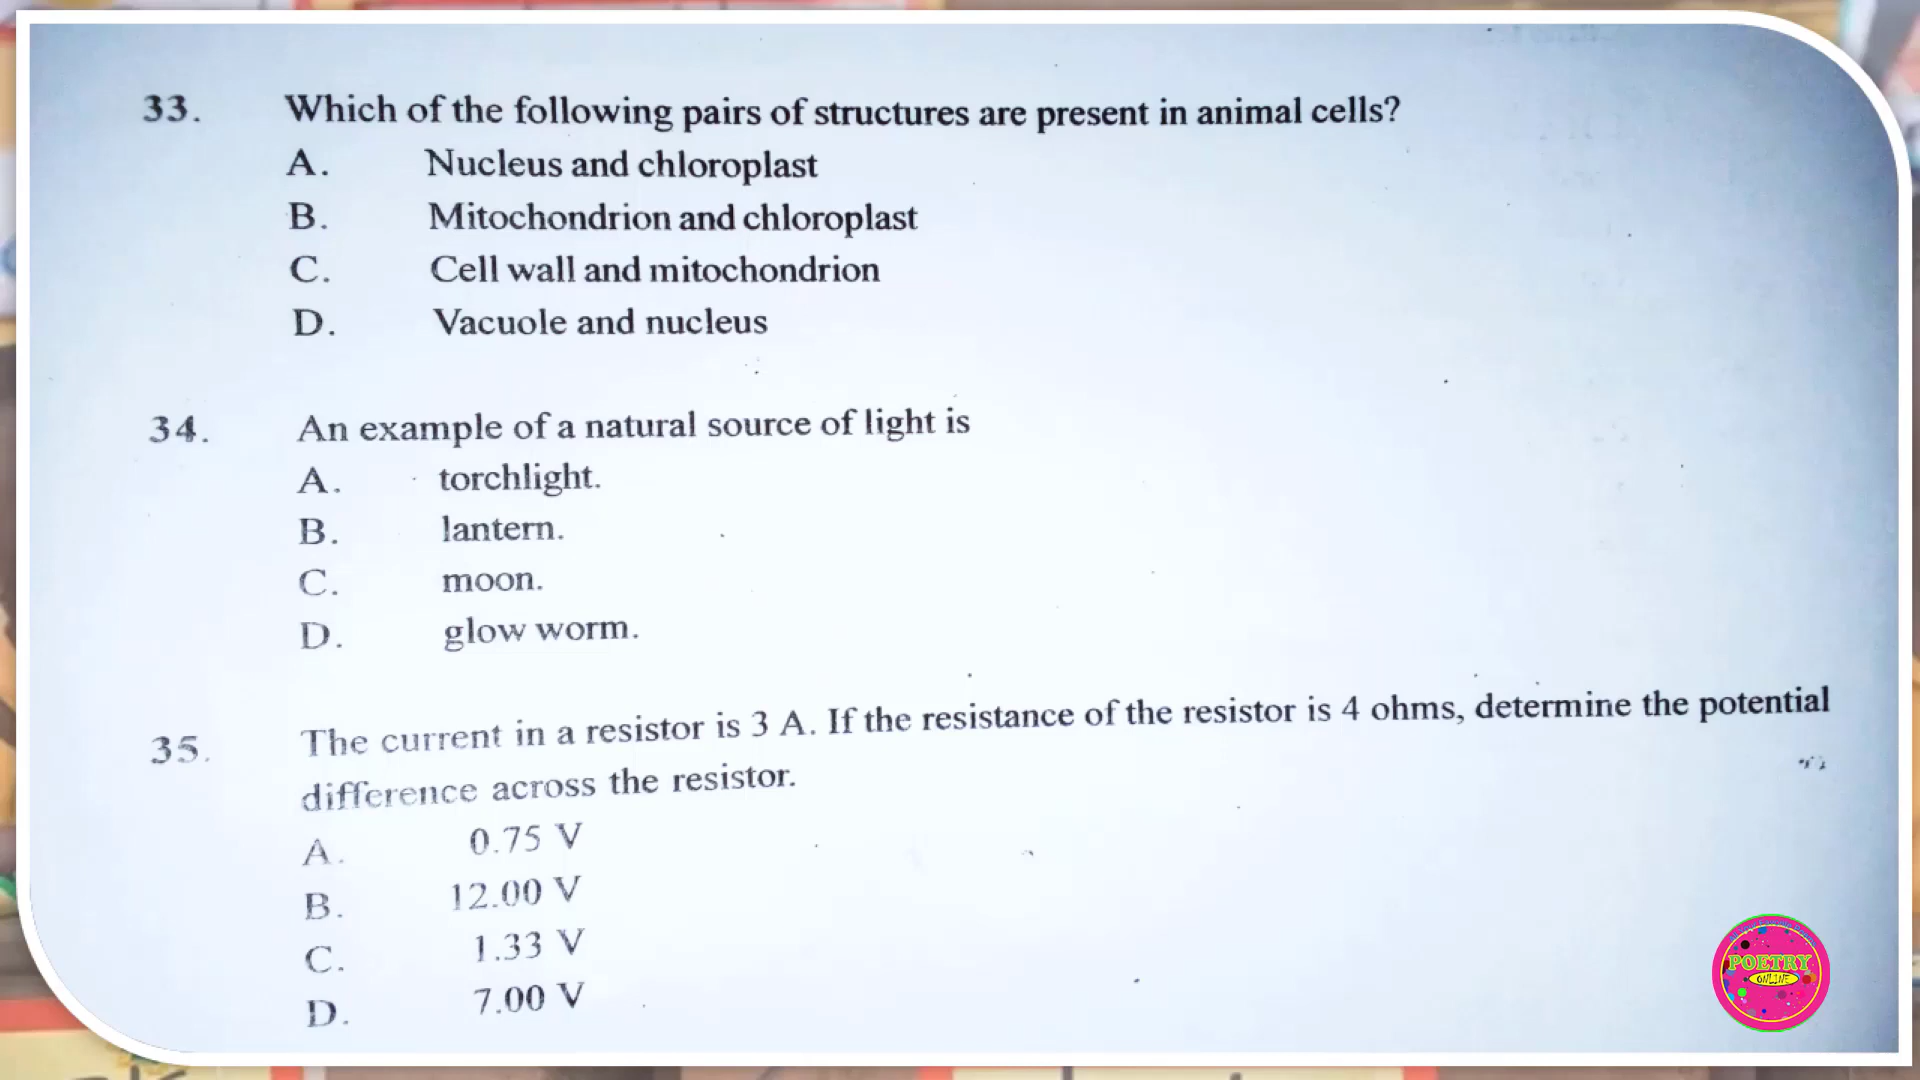 33. Which of the following pairs of structures are present in animal cells?
A. Nucleus and chloroplast
B. Mitochondrion and chloroplast
C. Cell wall and mitochondrion
D. Vacuole and nucleus
34. An example of a natural source of light is
A. torchlight.
B. lantern.
C. moon.
D. glow worm.
35. The current in a resistor is 3 A. If the resistance of the resistor is 4 ohms, determine the potential
difference across the resistor.
A. 0.75 V
B. 12.00 V
C. 1.33 V
D. 7.00 V
POETRY
ONLINE